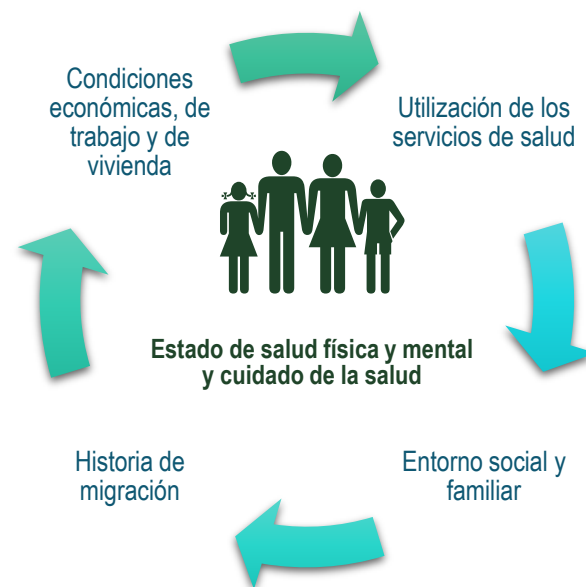 Condiciones
económicas, de
trabajo y de
vivienda
Utilización de los
servicios de salud
Estado de salud física y mental
y cuidado de la salud
Historia de
migración
Entorno social y
familiar